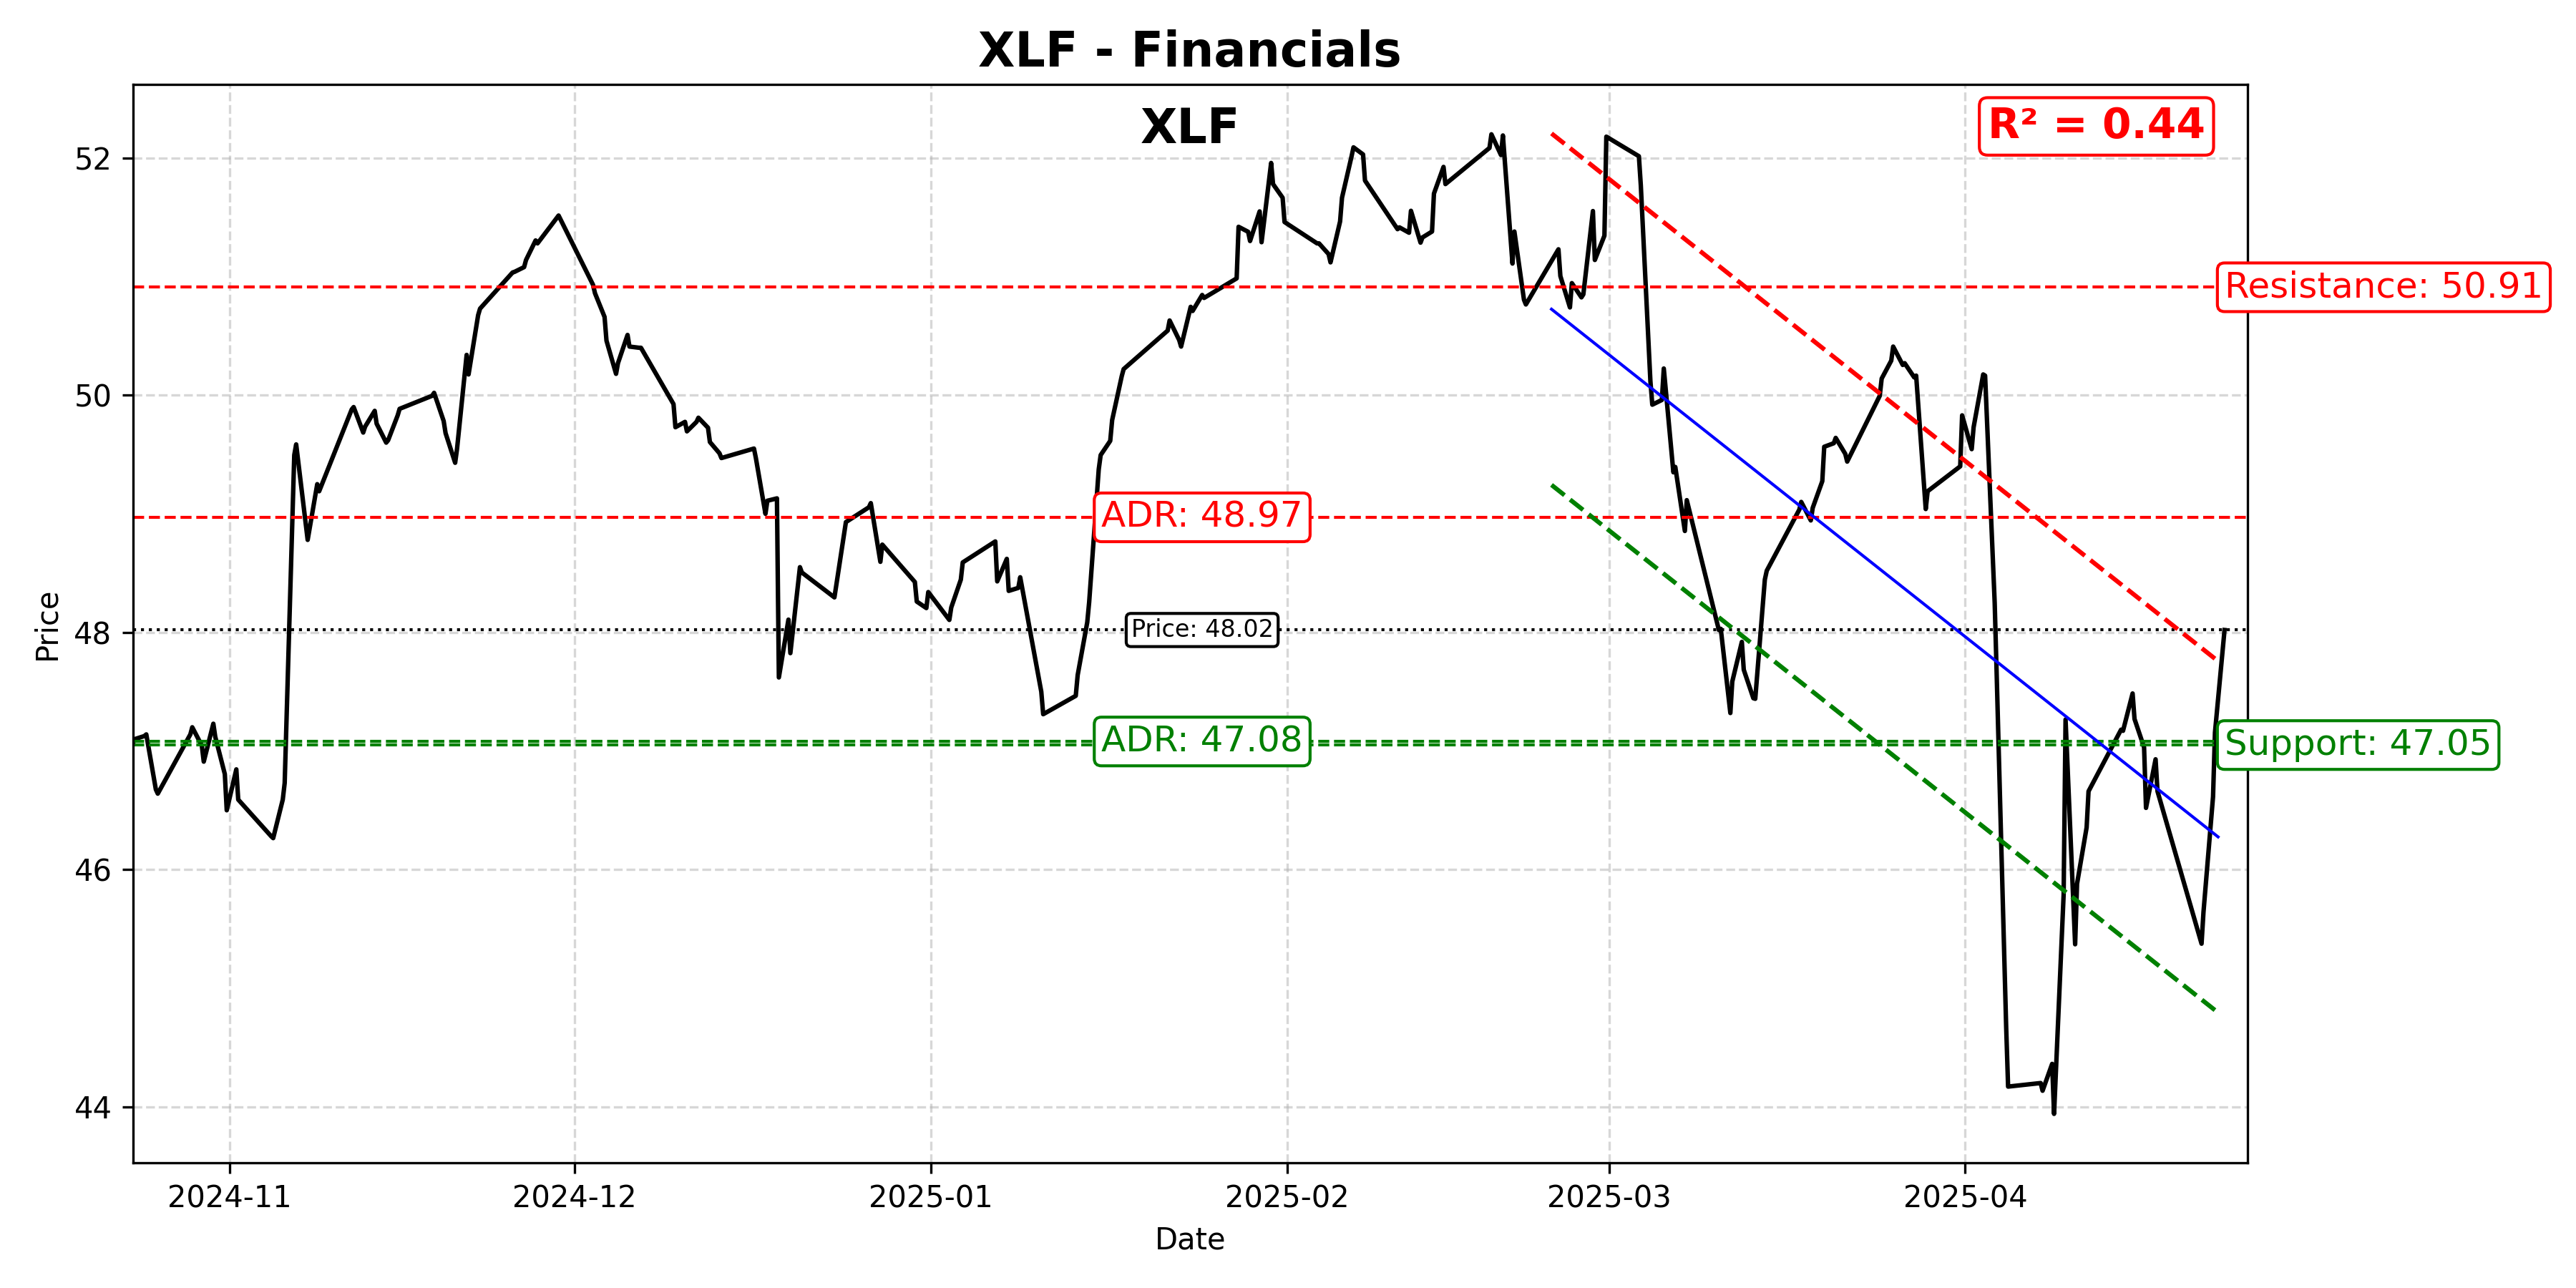 XLF - Financials
XLF
R² = 0.44
Resistance: 50.91
ADR: 48.97
Price: 48.02
ADR: 47.08
Support: 47.05
Price
52
50
48
46
44
2024-11
2024-12
2025-01
2025-02
2025-03
2025-04
Date